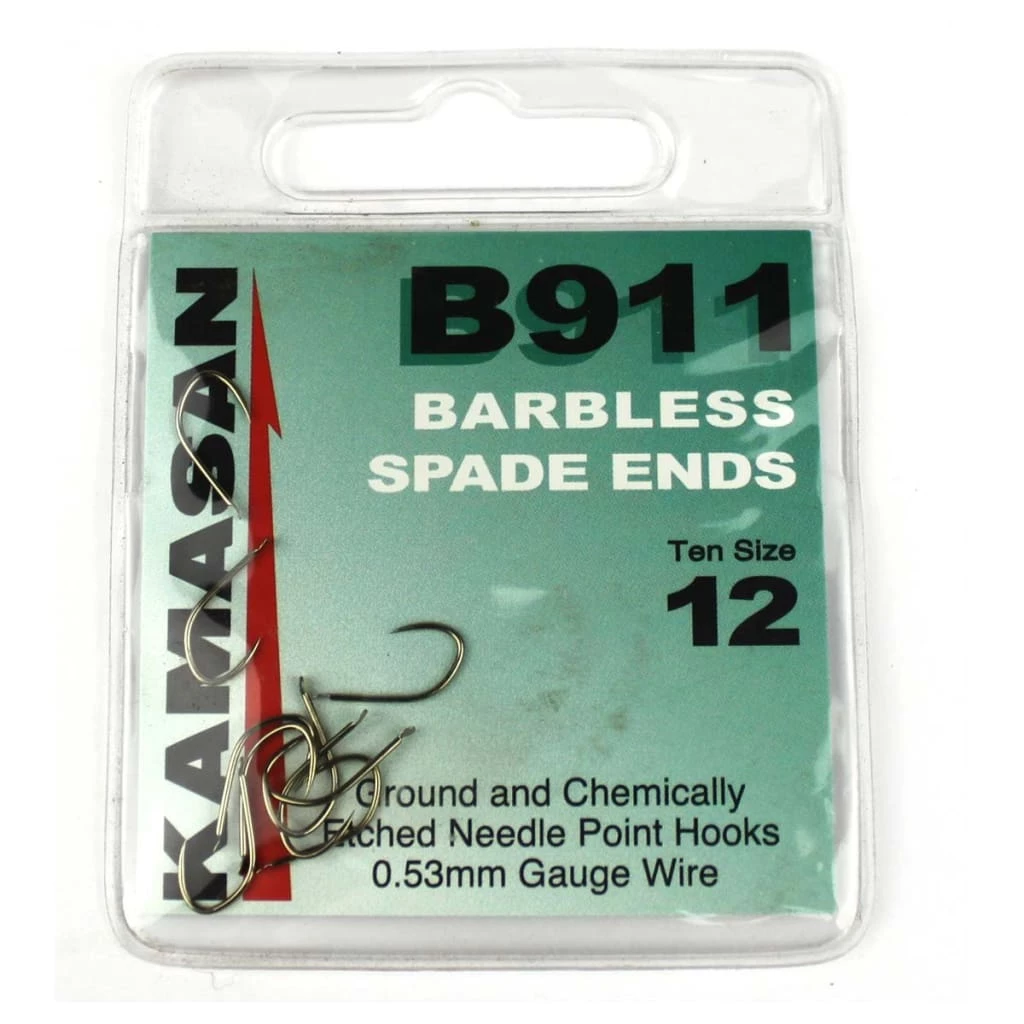 KAMASAN
B911
BARBLESS
SPADE ENDS
Ten Size
12
Ground and Chemically
Etched Needle Point Hooks
0.53mm Gauge Wire